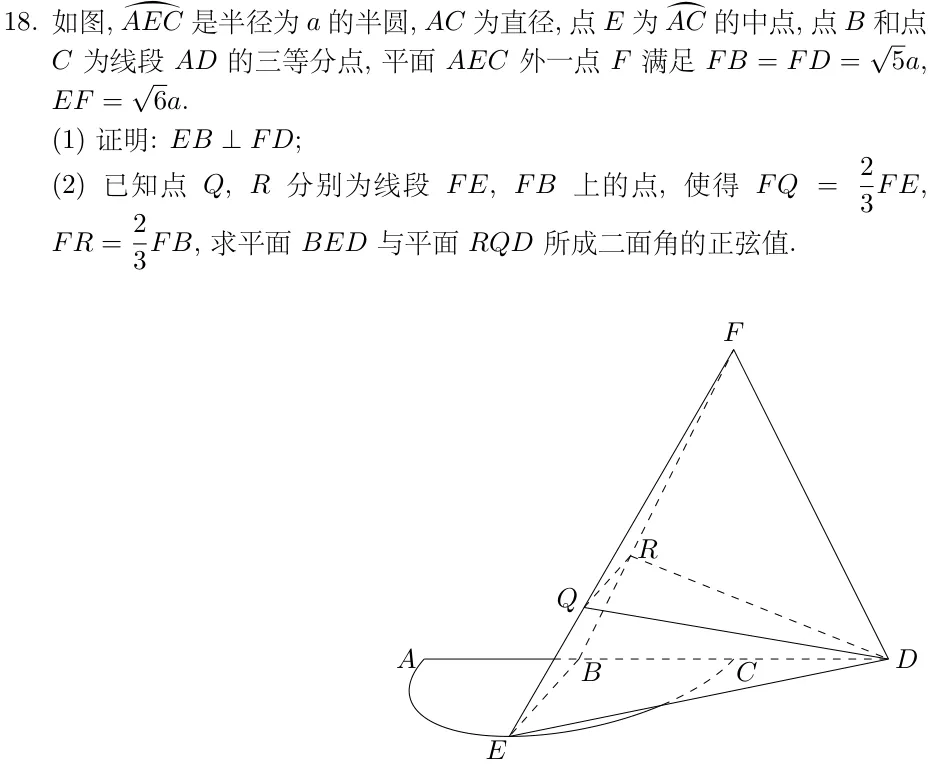 18. 如图, $\overset{\frown}{AEC}$ 是半径为 $a$ 的半圆, $AC$ 为直径, 点 $E$ 为 $\overset{\frown}{AC}$ 的中点, 点 $B$ 和点
$C$ 为线段 $AD$ 的三等分点, 平面 $AEC$ 外一点 $F$ 满足 $FB = FD = \sqrt{5}a$,
$EF = \sqrt{6}a$.
(1) 证明: $EB \perp FD$;
(2) 已知点 $Q$, $R$ 分别为线段 $FE$, $FB$ 上的点, 使得 $FQ = \frac{2}{3}FE$,
$FR = \frac{2}{3}FB$, 求平面 $BED$ 与平面 $RQD$ 所成二面角的正弦值.
F
R
Q
A
B
C
D
E